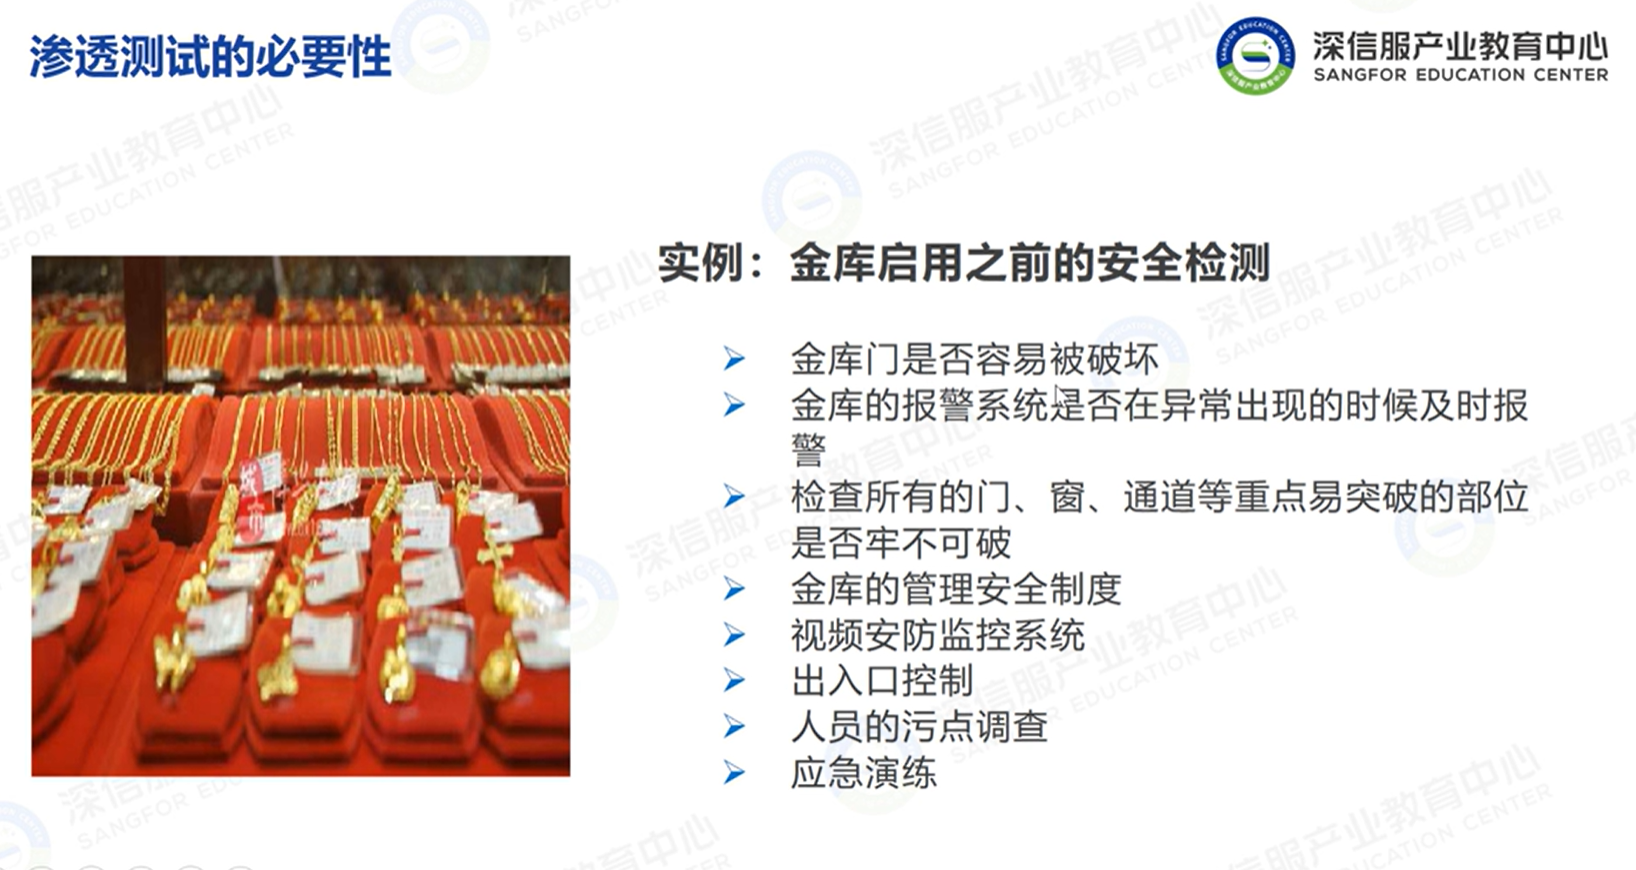 渗透测试的必要性
深信服产业教育中心
SANGFOR EDUCATION CENTER
实例：金库启用之前的安全检测
金库门是否容易被破坏
金库的报警系统是否在异常出现的时候及时报
警
检查所有的门、窗、通道等重点易突破的部位
是否牢不可破
金库的管理安全制度
视频安防监控系统
出入口控制
人员的污点调查
应急演练